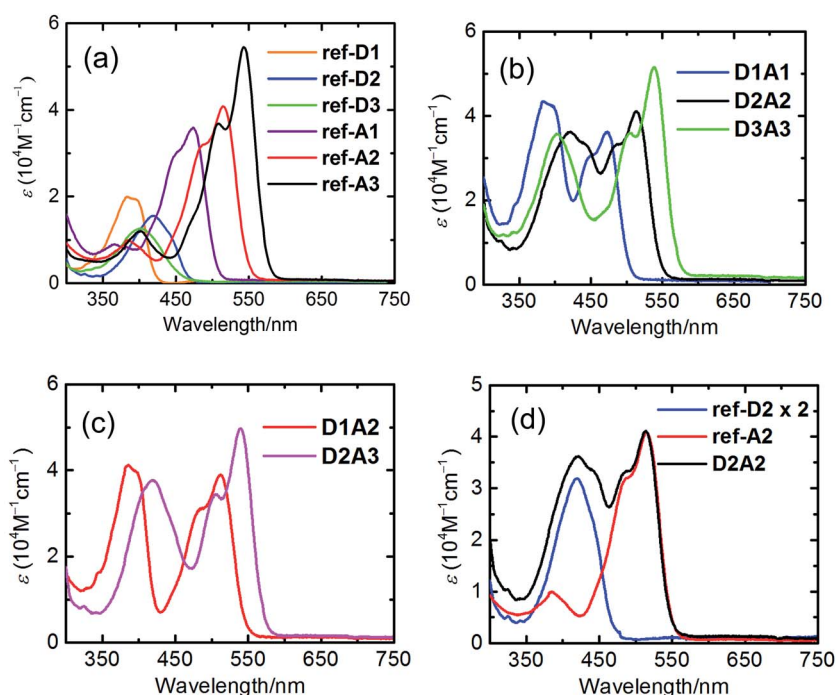 (a)
ref-D1
ref-D2
ref-D3
ref-A1
ref-A2
ref-A3
ε (10⁴M⁻¹cm⁻¹)
6
4
2
0
350 450 550 650 750
Wavelength/nm
(b)
D1A1
D2A2
D3A3
ε (10⁴M⁻¹cm⁻¹)
6
4
2
0
350 450 550 650 750
Wavelength/nm
(c)
D1A2
D2A3
ε (10⁴M⁻¹cm⁻¹)
6
4
2
0
350 450 550 650 750
Wavelength/nm
(d)
ref-D2 x 2
ref-A2
D2A2
ε (10⁴M⁻¹cm⁻¹)
5
4
3
2
1
0
350 450 550 650 750
Wavelength/nm